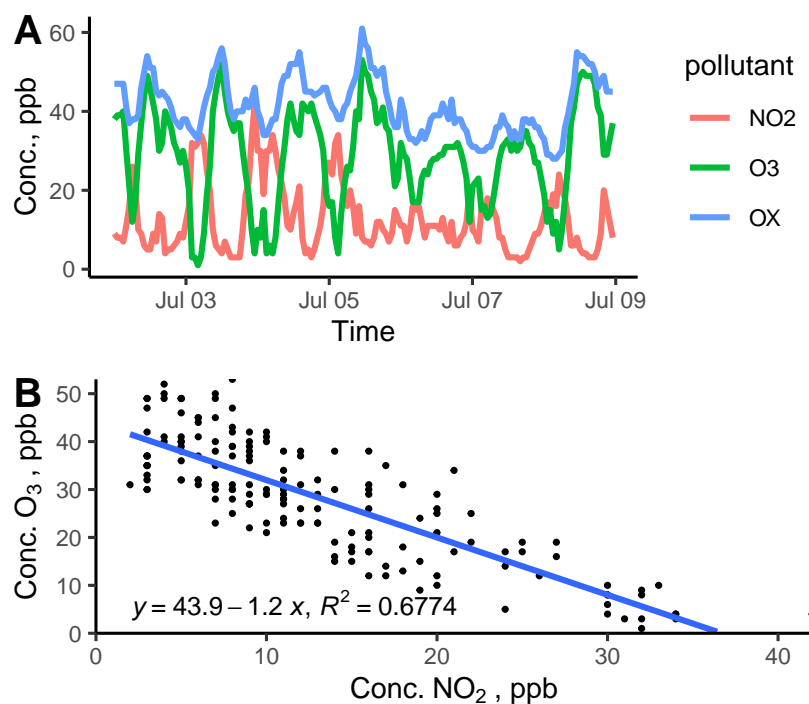 A
60
40
20
0
Conc., ppb
Jul 03 Jul 05 Jul 07 Jul 09
Time
pollutant
NO2
O3
OX
B
50
40
30
20
10
0
Conc. O₃ , ppb
y = 43.9 − 1.2 x, R² = 0.6774
0 10 20 30 40
Conc. NO₂ , ppb